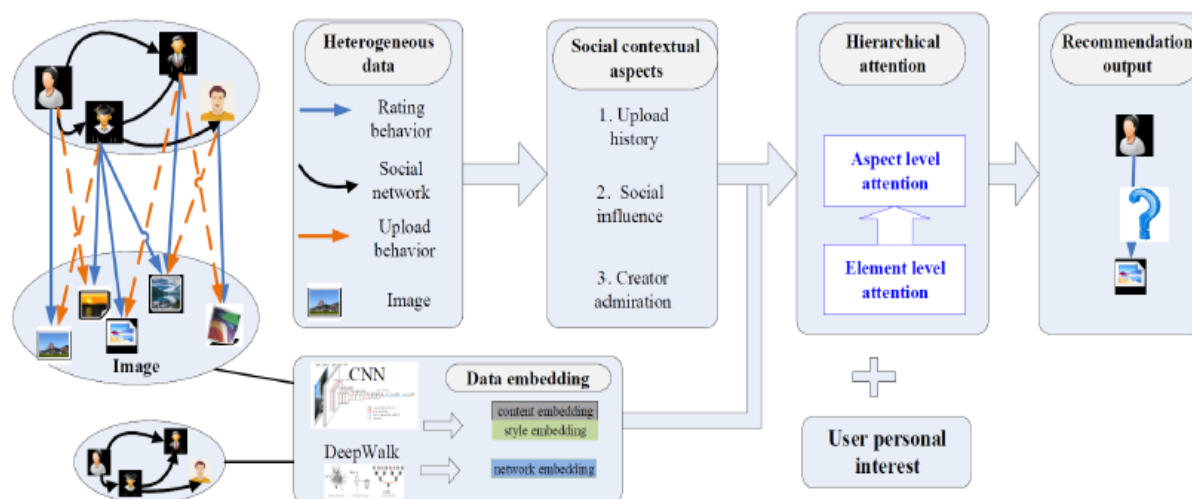 Heterogeneous
data
Rating
behavior
Social
network
Upload
behavior
Image
Social contextual
aspects
1. Upload
history
2. Social
influence
3. Creator
admiration
Hierarchical
attention
Aspect level
attention
Element level
attention
Recommendation
output
Image
CNN
Data embedding
content embedding
style embedding
DeepWalk
network embedding
User personal
interest